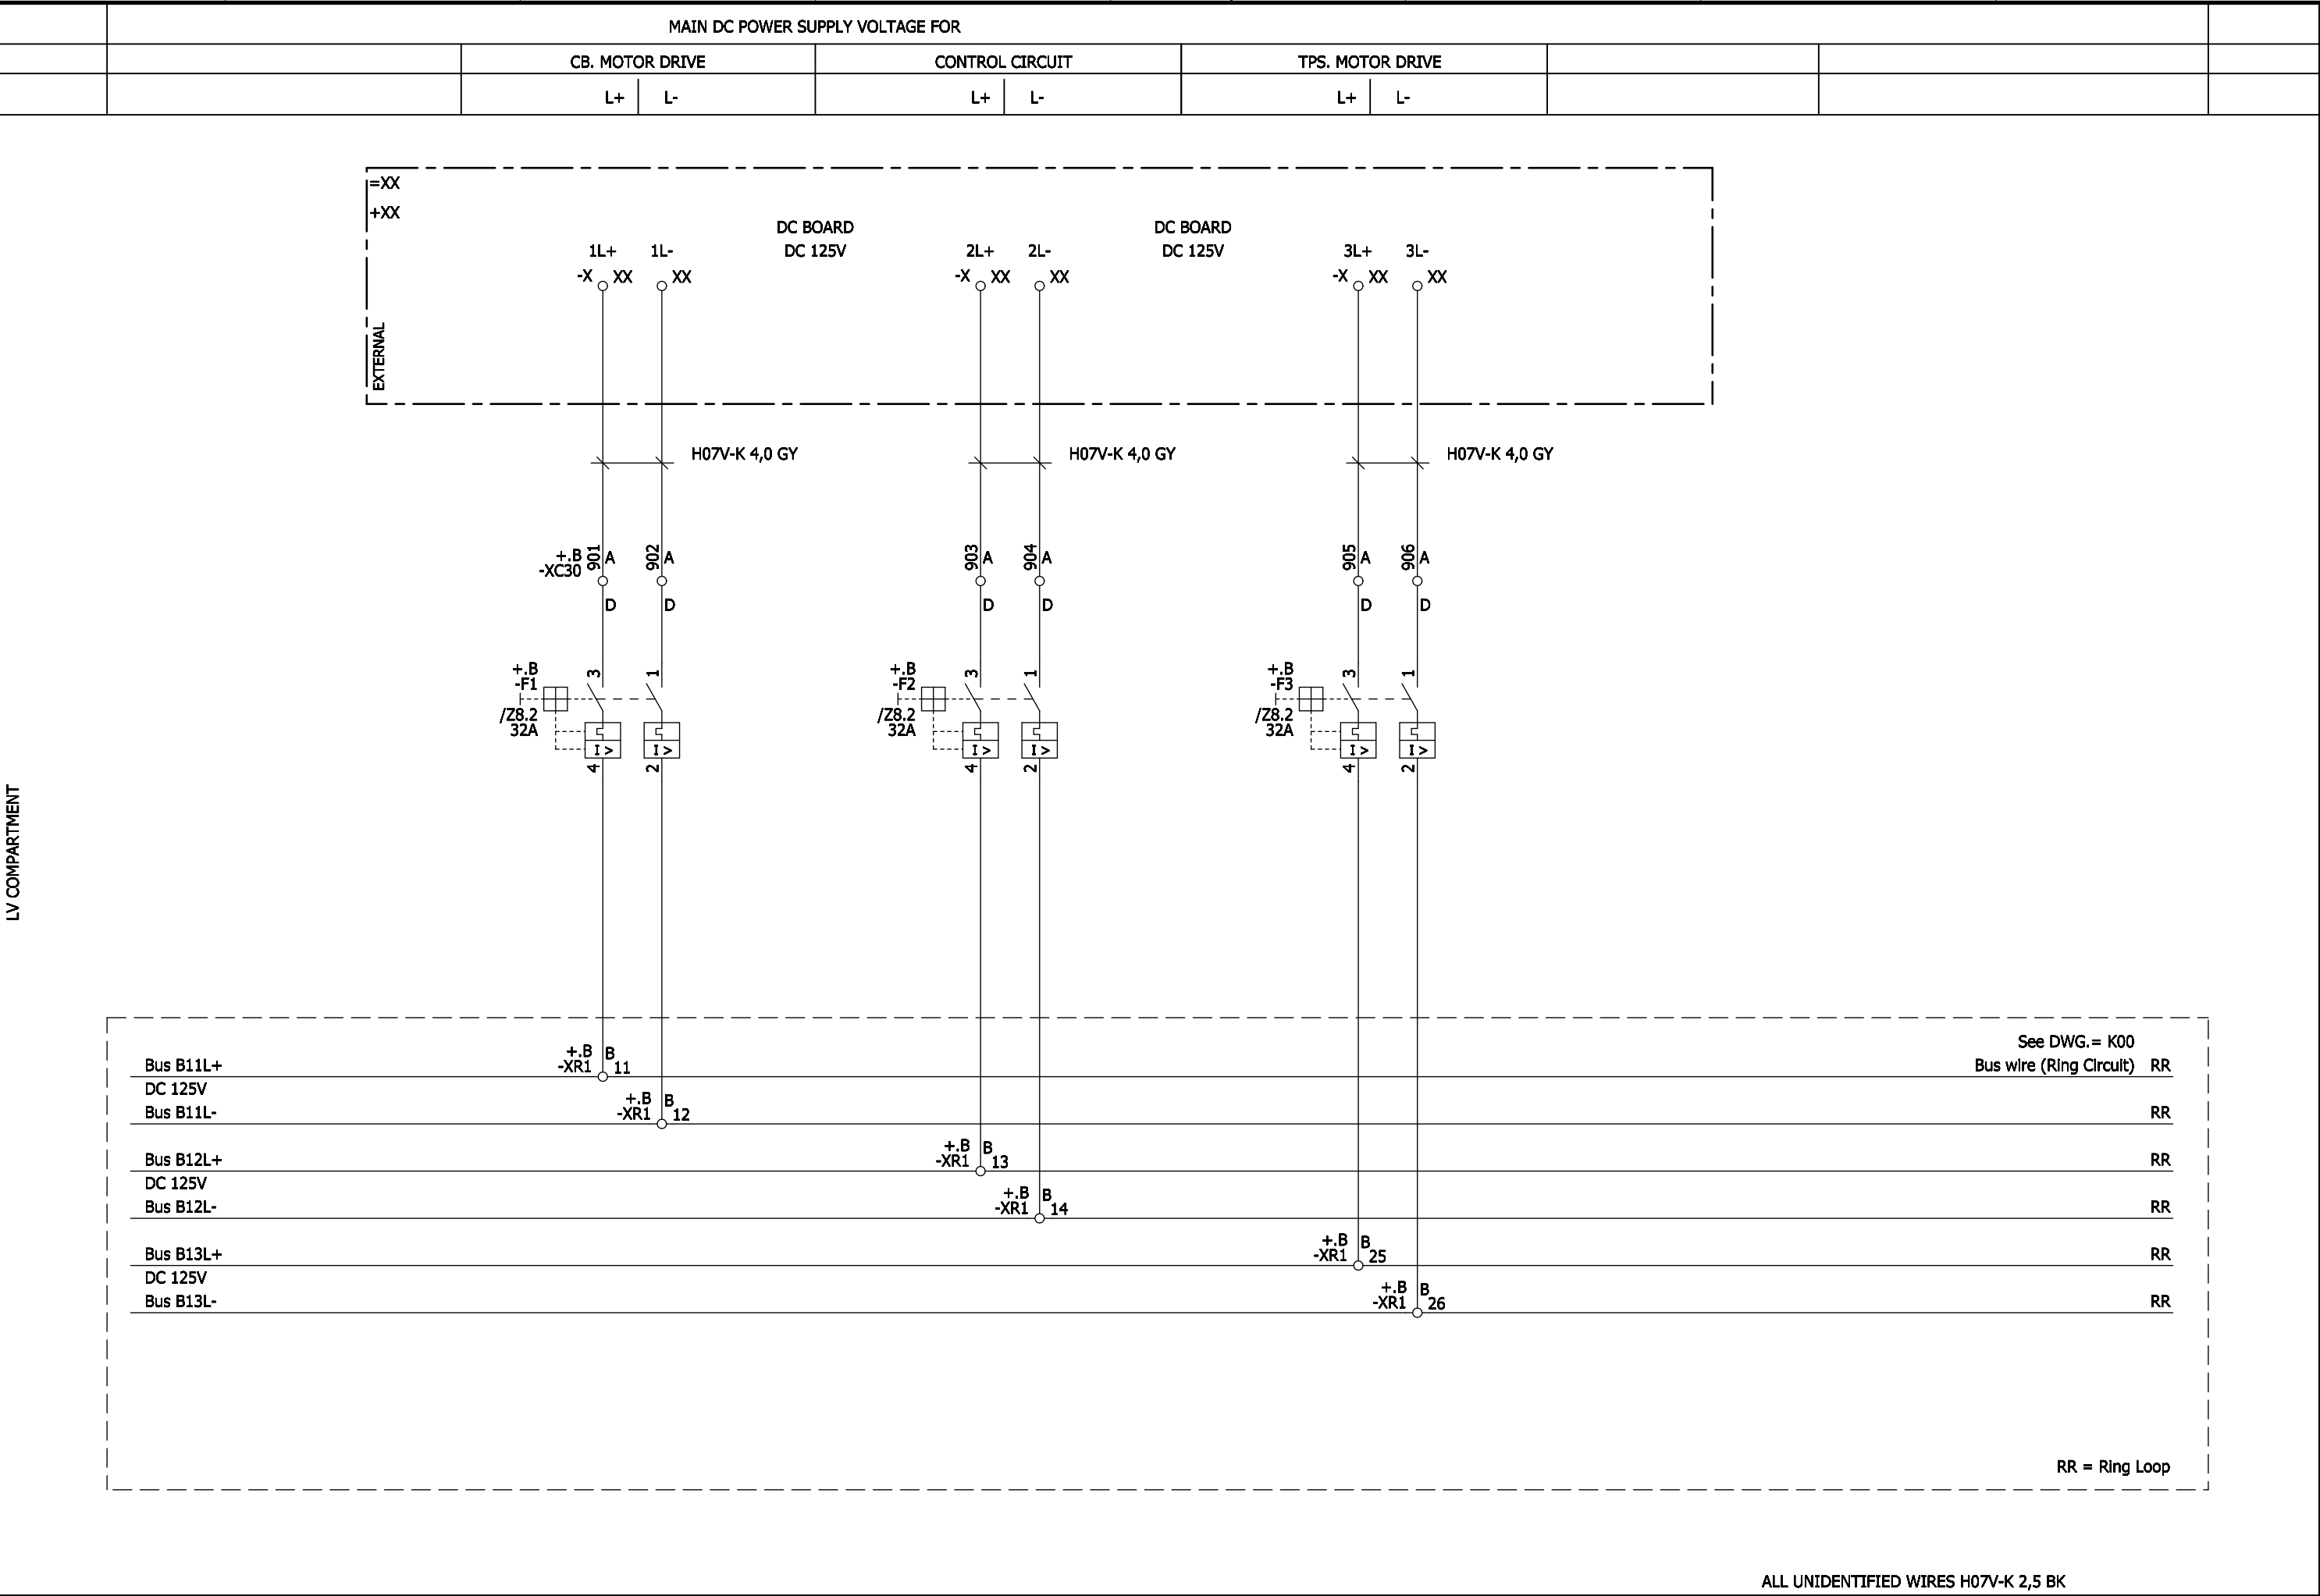 MAIN DC POWER SUPPLY VOLTAGE FOR
CB. MOTOR DRIVE CONTROL CIRCUIT TPS. MOTOR DRIVE
L+ L- L+ L- L+ L-
=XX
+XX
EXTERNAL
DC BOARD DC BOARD
1L+ 1L- DC 125V 2L+ 2L- DC 125V 3L+ 3L-
-X XX XX -X XX XX -X XX XX
H07V-K 4,0 GY H07V-K 4,0 GY H07V-K 4,0 GY
+.B 901 A 902 A 903 A 904 A 905 A 906 A
-XC30
D D D D D D
+.B 3 1 +.B 3 1 +.B 3 1
-F1 -F2 -F3
/Z8.2 /Z8.2 /Z8.2
32A 32A 32A
I > I > I > I > I > I >
4 2 4 2 4 2
LV COMPARTMENT
See DWG.= K00
+.B B
Bus B11L+ -XR1 11 Bus wire (Ring Circuit) RR
DC 125V
+.B B
Bus B11L- -XR1 12 RR
+.B B
Bus B12L+ -XR1 13 RR
DC 125V
+.B B
Bus B12L- -XR1 14 RR
+.B B
Bus B13L+ -XR1 25 RR
DC 125V
+.B B
Bus B13L- -XR1 26 RR
RR = Ring Loop
ALL UNIDENTIFIED WIRES H07V-K 2,5 BK